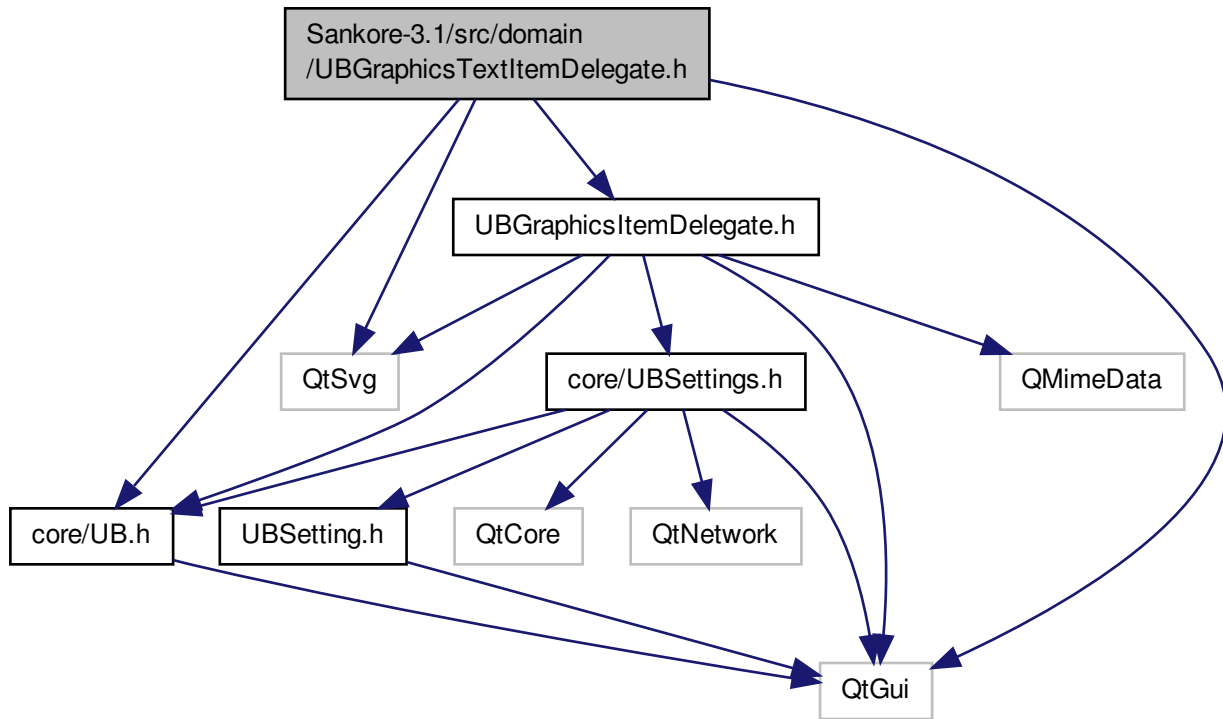 Sankore-3.1/src/domain
/UBGraphicsTextItemDelegate.h
UBGraphicsItemDelegate.h
QtSvg
core/UBSettings.h
QMimeData
core/UB.h
UBSetting.h
QtCore
QtNetwork
QtGui